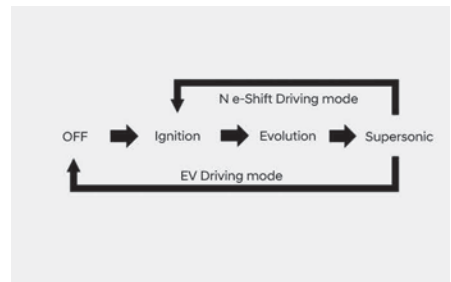 N e-Shift Driving mode
OFF Ignition Evolution Supersonic
EV Driving mode